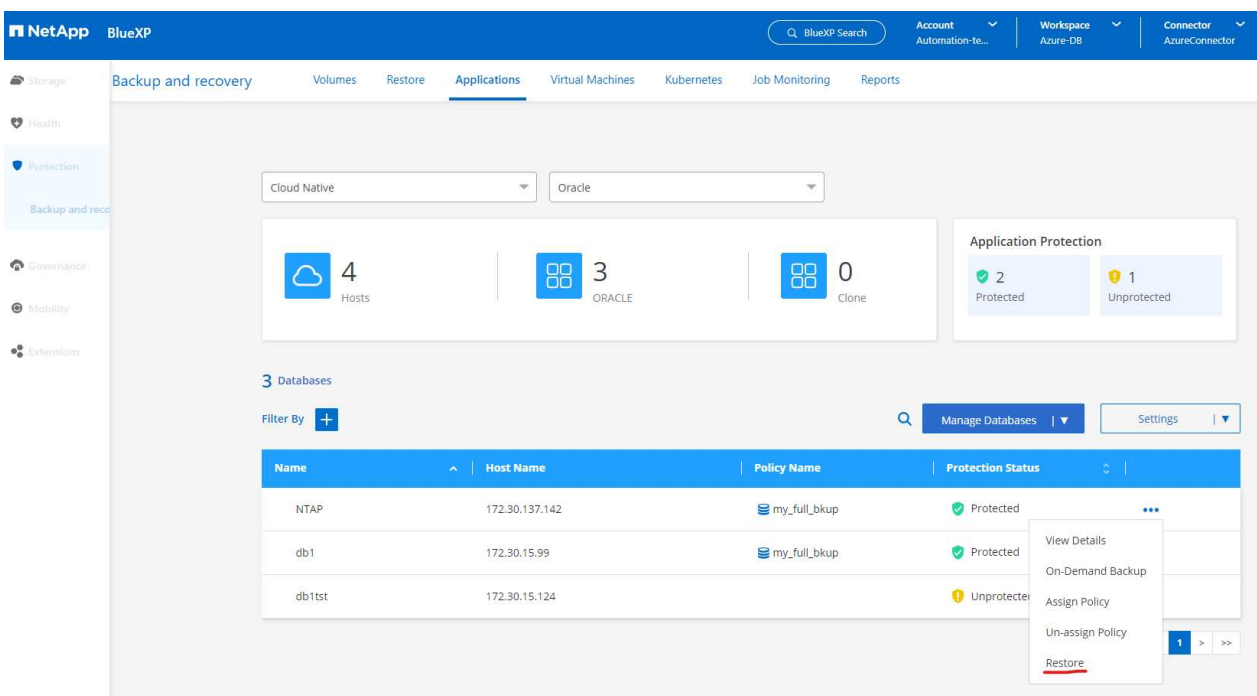 NetApp BlueXP
BlueXP Search
Account
Automation-te...
Workspace
Azure-DB
Connector
AzureConnector
Storage
Health
Protection
Backup and reco
Governance
Mobility
Extensions
Backup and recovery
Volumes Restore Applications Virtual Machines Kubernetes Job Monitoring Reports
Cloud Native
Oracle
4
Hosts
3
ORACLE
0
Clone
Application Protection
2
Protected
1
Unprotected
3 Databases
Filter By +
Manage Databases
Settings
Name Host Name Policy Name Protection Status
NTAP 172.30.137.142 my_full_bkup Protected
db1 172.30.15.99 my_full_bkup Protected
db1tst 172.30.15.124 Unprotected
View Details
On-Demand Backup
Assign Policy
Un-assign Policy
Restore
1 > >>